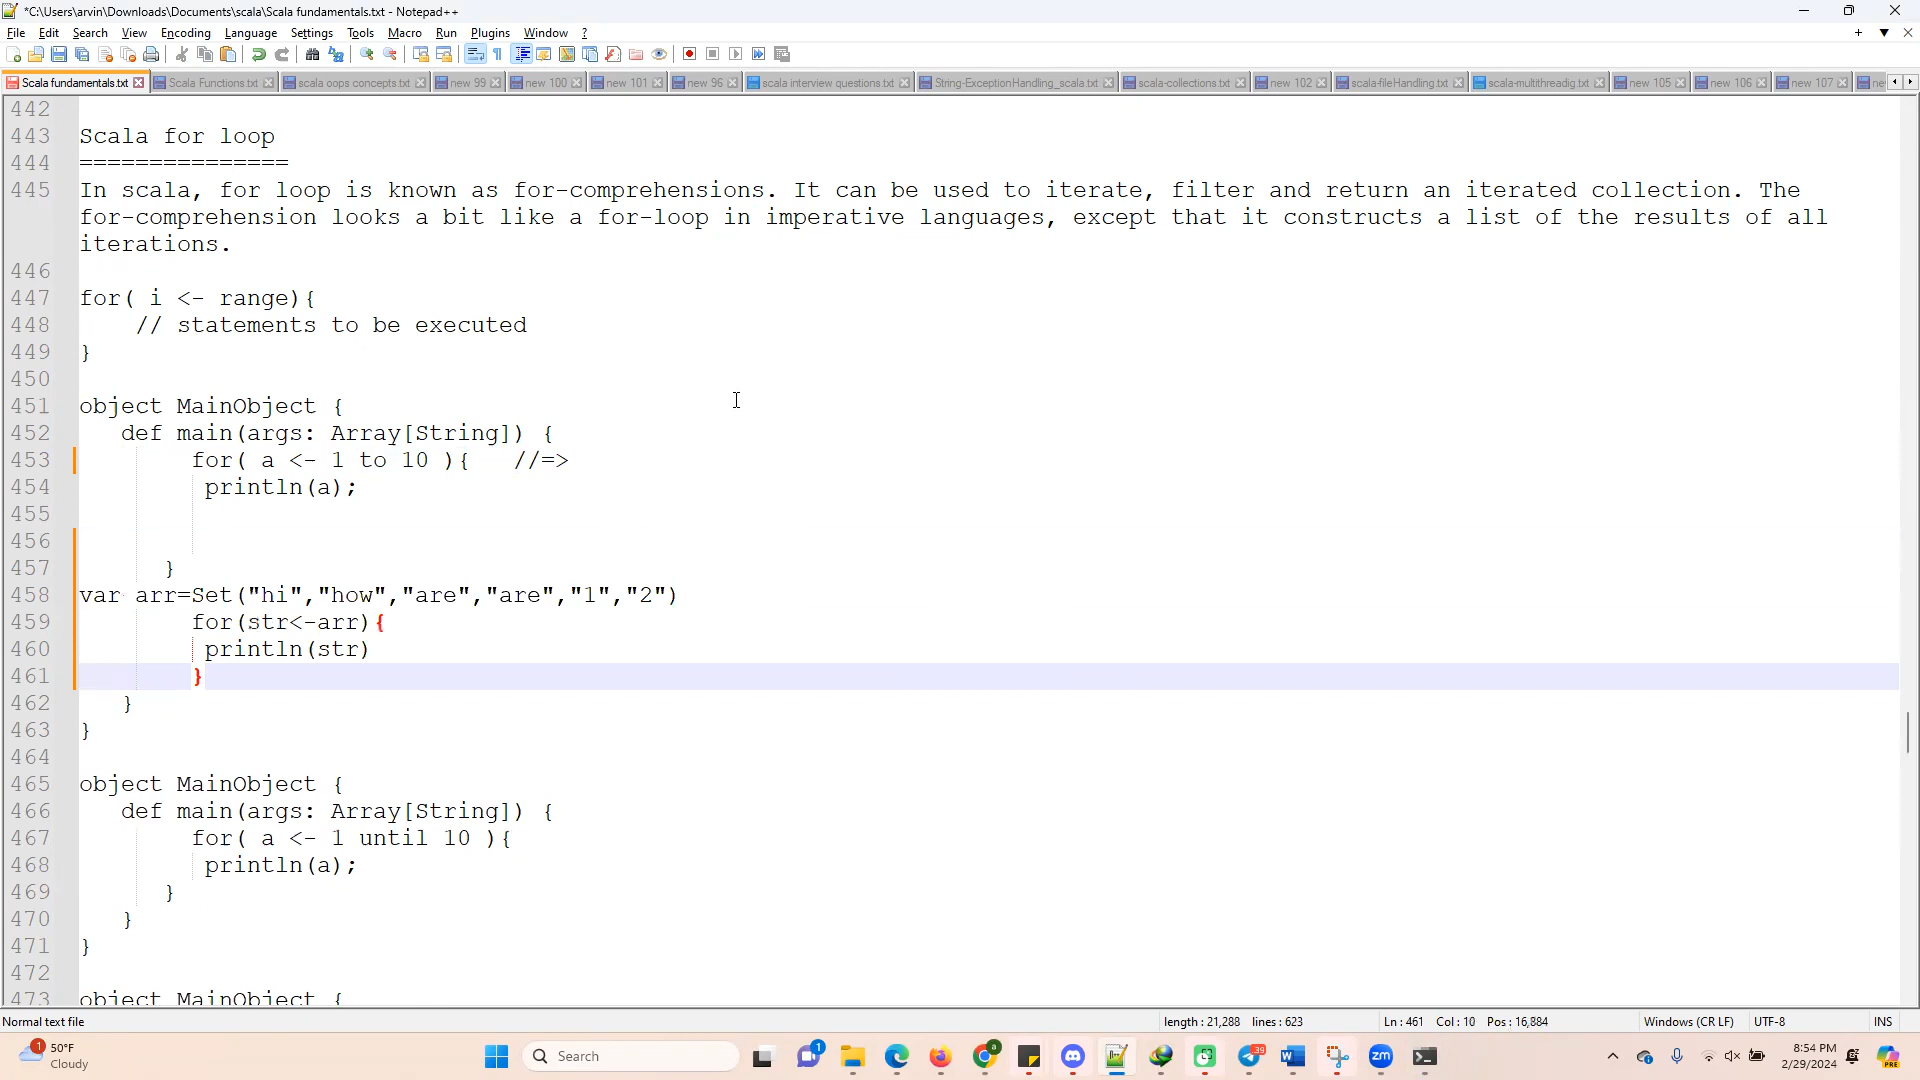 *C:\Users\arvin\Downloads\Documents\scala\Scala fundamentals.txt - Notepad++
File Edit Search View Encoding Language Settings Tools Macro Run Plugins Window ?
Scala fundamentals.txt Scala Functions.txt scala oops concepts.txt new 99 new 100 new 101 new 96 scala interview questions.txt String-ExceptionHandling_scala.txt scala-collections.txt new 102 scala-fileHandling.txt scala-multithreadig.txt new 105 new 106 new 107 ne
442
443 Scala for loop
444 ===============
445 In scala, for loop is known as for-comprehensions. It can be used to iterate, filter and return an iterated collection. The
for-comprehension looks a bit like a for-loop in imperative languages, except that it constructs a list of the results of all
iterations.
446
447 for( i <- range){
448 // statements to be executed
449 }
450
451 object MainObject {
452 def main(args: Array[String]) {
453 for( a <- 1 to 10 ){ //=>
454 println(a);
455
456
457 }
458 var arr=Set("hi","how","are","are","1","2")
459 for(str<-arr){
460 println(str)
461 }
462 }
463 }
464
465 object MainObject {
466 def main(args: Array[String]) {
467 for( a <- 1 until 10 ){
468 println(a);
469 }
470 }
471 }
472
473 object MainObject {
Normal text file length : 21,288 lines : 623 Ln : 461 Col : 10 Pos : 16,884 Windows (CR LF) UTF-8 INS
1 50°F
Cloudy
Search
1
a
39
zm
8:54 PM
2/29/2024
PRE